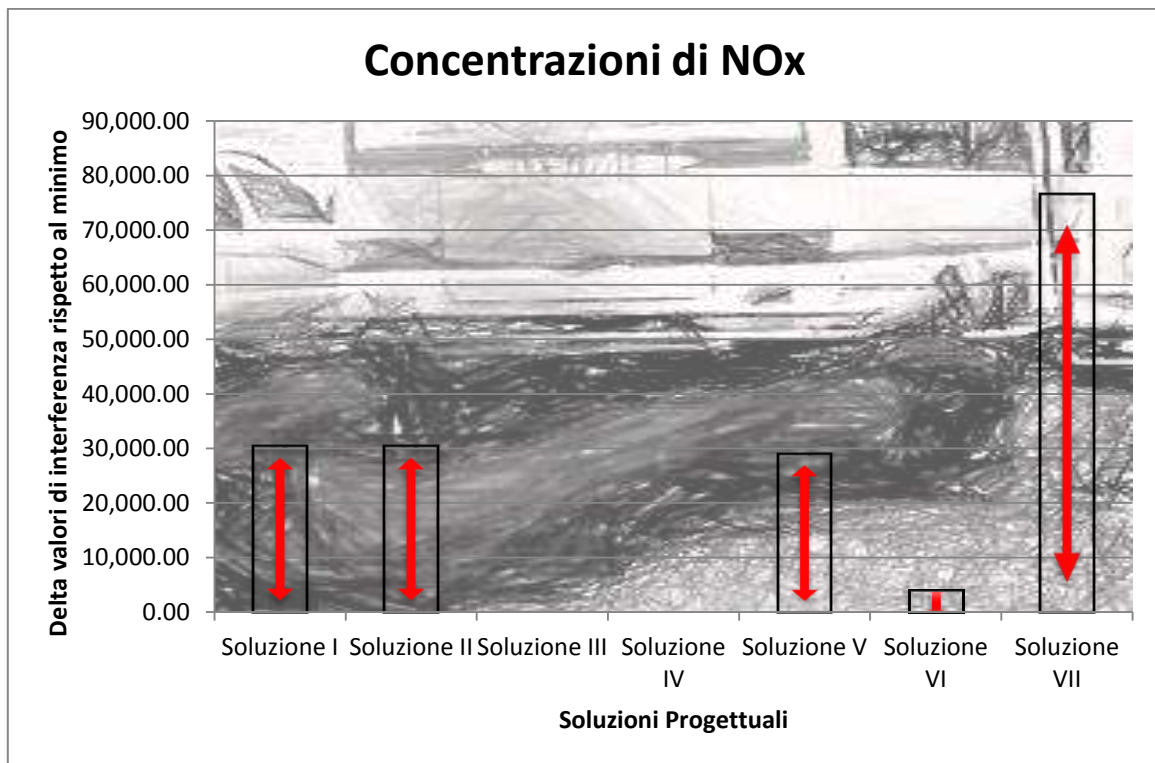 Concentrazioni di NOx
Delta valori di interferenza rispetto al minimo
90,000.00
80,000.00
70,000.00
60,000.00
50,000.00
40,000.00
30,000.00
20,000.00
10,000.00
0.00
Soluzione I
Soluzione II
Soluzione III
Soluzione
IV
Soluzione V
Soluzione
VI
Soluzione
VII
Soluzioni Progettuali